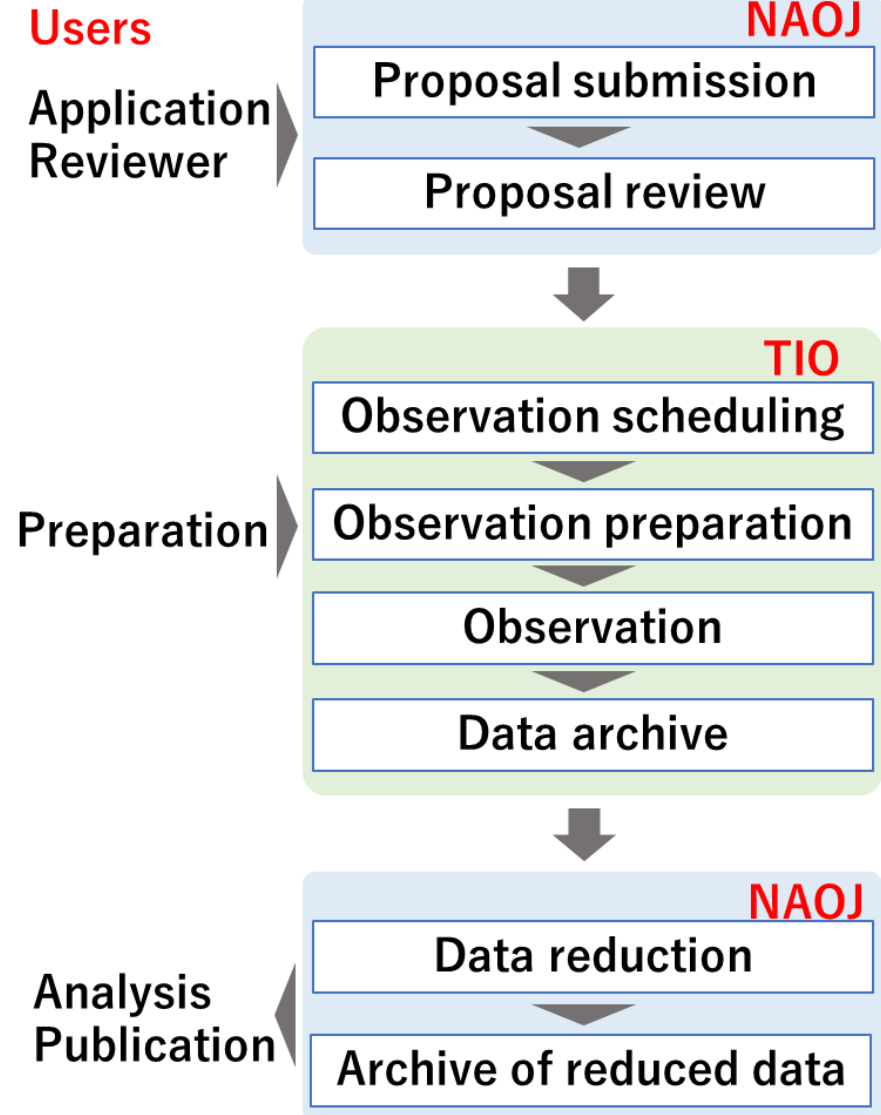 Users
NAOJ
Application
Reviewer
Proposal submission
Proposal review
TIO
Observation scheduling
Preparation
Observation preparation
Observation
Data archive
NAOJ
Data reduction
Analysis
Publication
Archive of reduced data